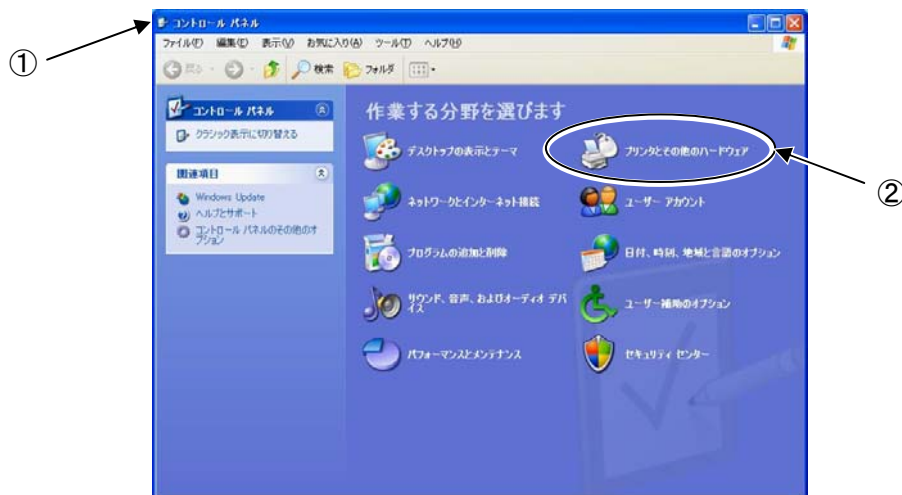 ①
コントロール パネル
ファイル(F) 編集(E) 表示(V) お気に入り(A) ツール(T) ヘルプ(H)
戻る 検索 フォルダ
コントロール パネル
クラシック表示に切り替える
関連項目
Windows Update
ヘルプとサポート
コントロール パネルのその他のオ
プション
作業する分野を選びます
デスクトップの表示とテーマ
プリンタとその他のハードウェア
②
ネットワークとインターネット接続
ユーザー アカウント
プログラムの追加と削除
日付、時刻、地域と言語のオプション
サウンド、音声、およびオーディオ デバ
イス
ユーザー補助のオプション
パフォーマンスとメンテナンス
セキュリティ センター